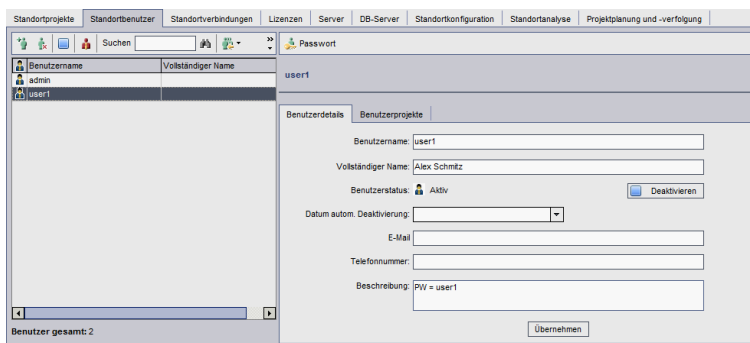 Standortprojekte Standortbenutzer Standortverbindungen Lizenzen Server DB-Server Standortkonfiguration Standortanalyse Projektplanung und -verfolgung
Suchen
Passwort
Benutzername Vollständiger Name
admin
user1
user1
Benutzerdetails Benutzerprojekte
Benutzername: user1
Vollständiger Name: Alex Schmitz
Benutzerstatus: Aktiv Deaktivieren
Datum autom. Deaktivierung:
E-Mail
Telefonnummer:
Beschreibung: PW = user1
Übernehmen
Benutzer gesamt: 2